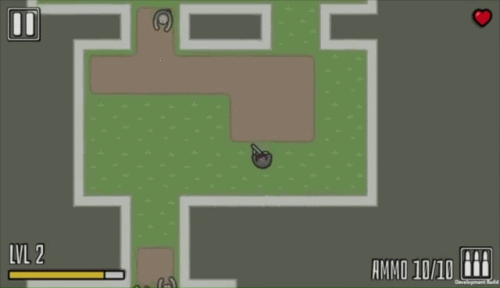 LVL 2
AMMO 10/10
Development Build